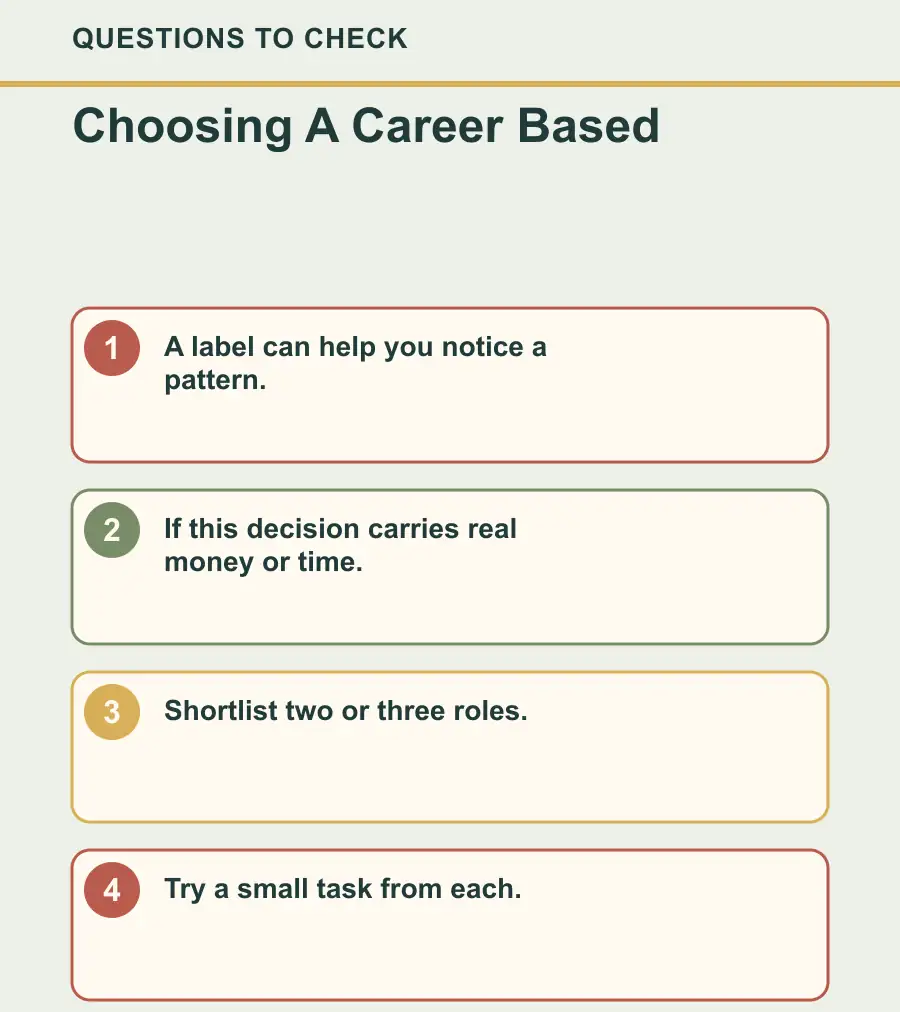 QUESTIONS TO CHECK
Choosing A Career Based
1
A label can help you notice a
pattern.
2
If this decision carries real
money or time.
3
Shortlist two or three roles.
4
Try a small task from each.